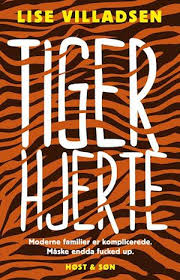 LISE VILLADSEN
TIGER
HJERTE
Moderne familier er komplicerede.
Måske endda fucked up.
HØST & SØN